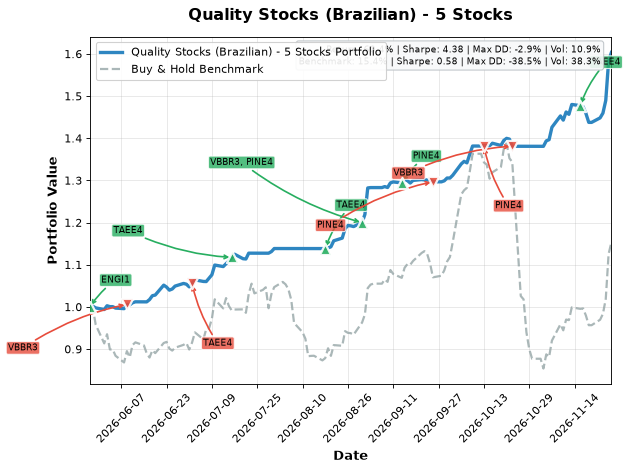 Quality Stocks (Brazilian) - 5 Stocks
Quality Stocks (Brazilian) - 5 Stocks Portfolio
Buy & Hold Benchmark
% | Sharpe: 4.38 | Max DD: -2.9% | Vol: 10.9%
Benchmark: 15.4% | Sharpe: 0.58 | Max DD: -38.5% | Vol: 38.3%
EE4
VBBR3, PINE4
PINE4
VBBR3
TAEE4
TAEE4
PINE4
PINE4
ENGI1
VBBR3
TAEE4
Portfolio Value
1.6
1.5
1.4
1.3
1.2
1.1
1.0
0.9
2026-06-07
2026-06-23
2026-07-09
2026-07-25
2026-08-10
2026-08-26
2026-09-11
2026-09-27
2026-10-13
2026-10-29
2026-11-14
Date